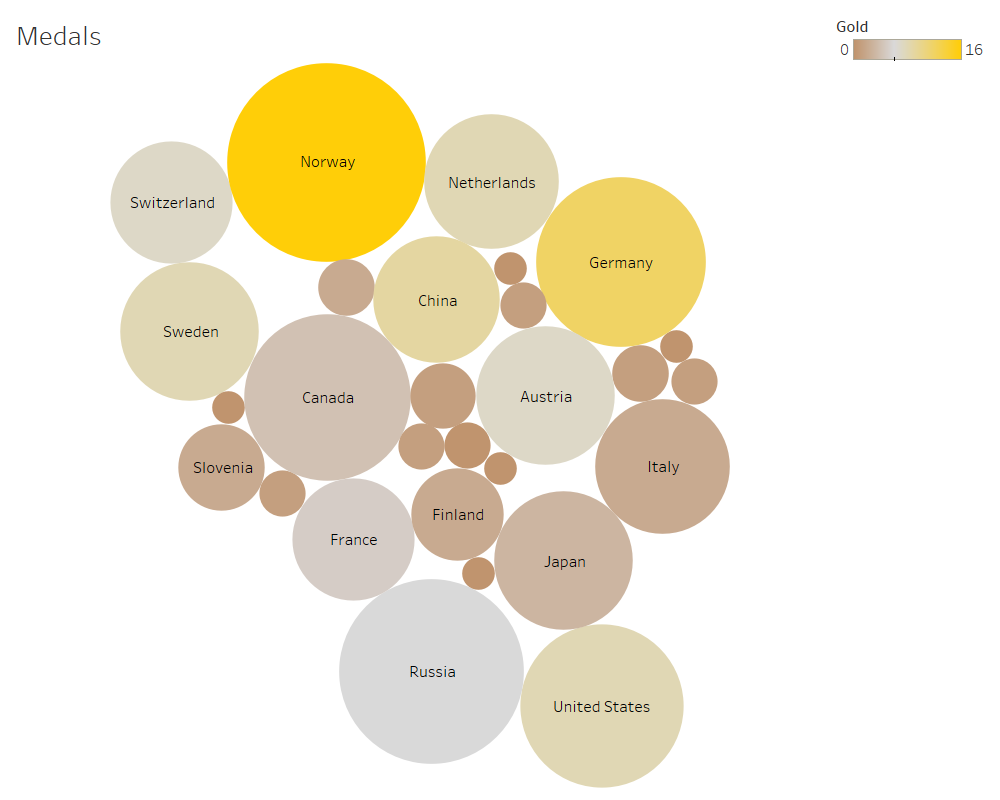 Medals
Gold
0
16
Norway
Netherlands
Switzerland
Germany
China
Sweden
Canada
Austria
Slovenia
Italy
Finland
France
Japan
Russia
United States